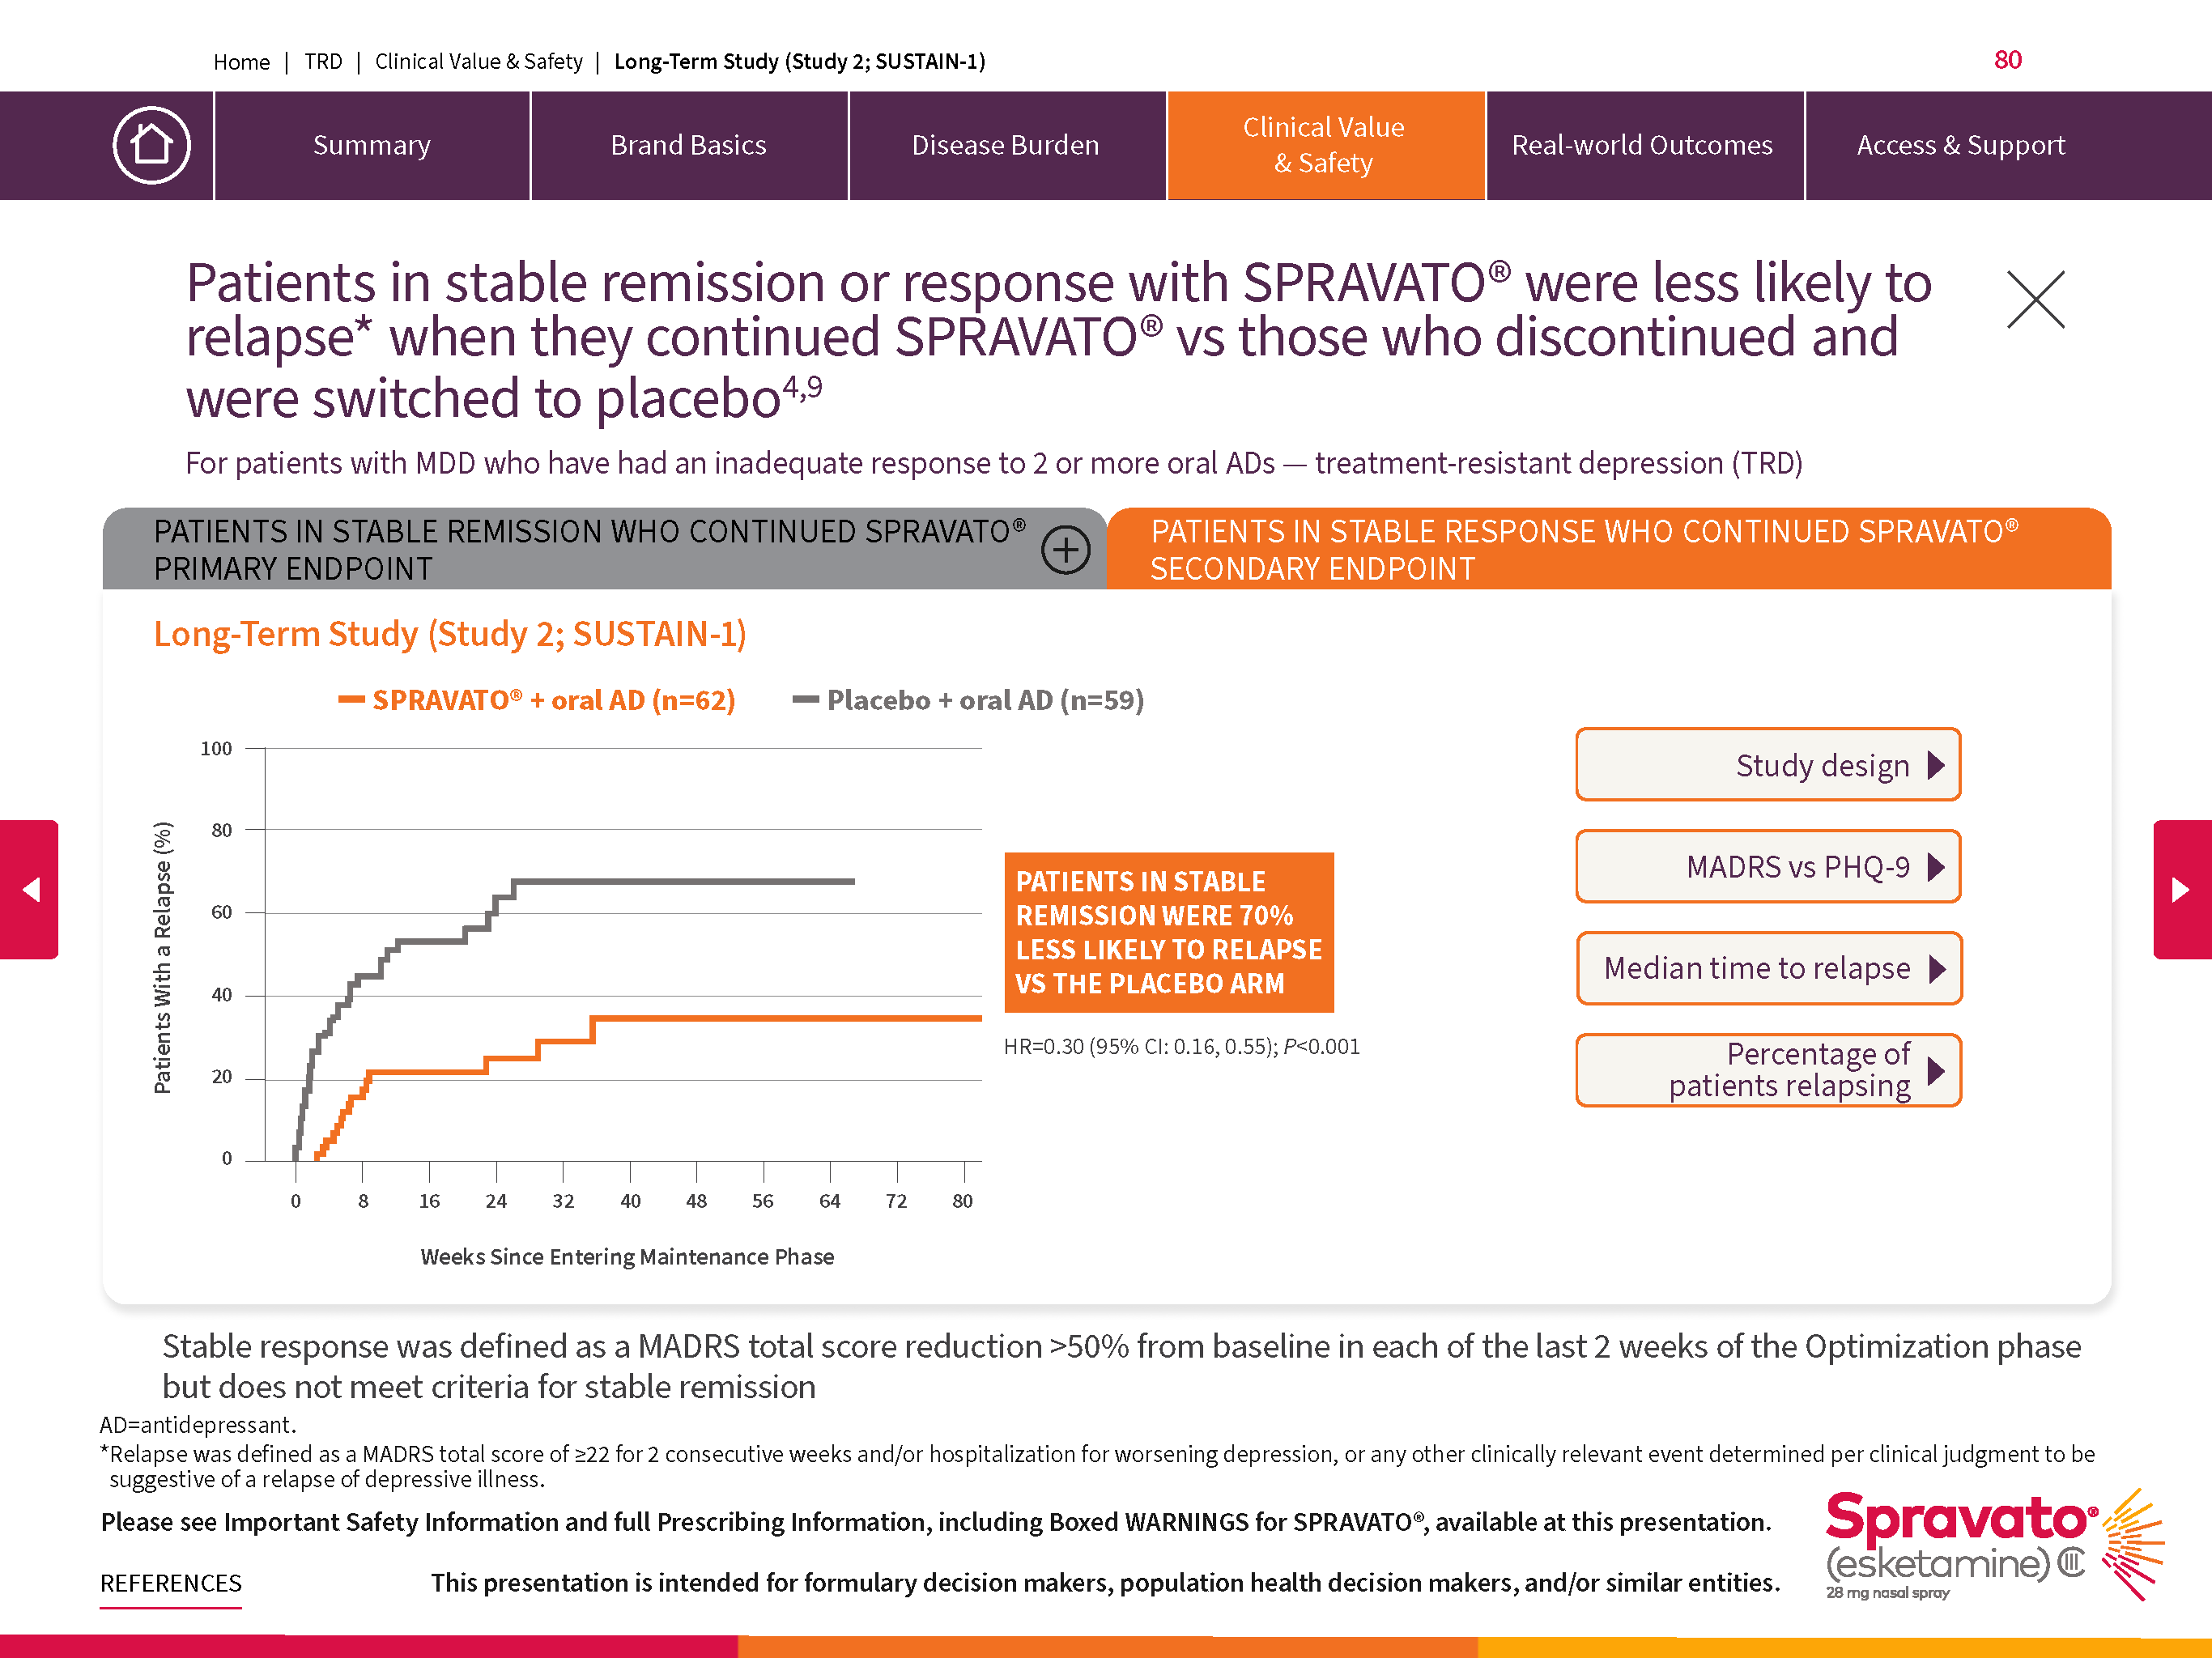 Home | TRD | Clinical Value & Safety | Long-Term Study (Study 2; SUSTAIN-1)
80
Summary
Brand Basics
Disease Burden
Clinical Value
& Safety
Real-world Outcomes
Access & Support
Patients in stable remission or response with SPRAVATO® were less likely to
relapse* when they continued SPRAVATO® vs those who discontinued and
were switched to placebo4,9
For patients with MDD who have had an inadequate response to 2 or more oral ADs — treatment-resistant depression (TRD)
PATIENTS IN STABLE REMISSION WHO CONTINUED SPRAVATO®
PRIMARY ENDPOINT
PATIENTS IN STABLE RESPONSE WHO CONTINUED SPRAVATO®
SECONDARY ENDPOINT
Long-Term Study (Study 2; SUSTAIN-1)
SPRAVATO® + oral AD (n=62)
Placebo + oral AD (n=59)
Patients With a Relapse (%)
100
80
60
40
20
0
0 8 16 24 32 40 48 56 64 72 80
Weeks Since Entering Maintenance Phase
PATIENTS IN STABLE
REMISSION WERE 70%
LESS LIKELY TO RELAPSE
VS THE PLACEBO ARM
HR=0.30 (95% CI: 0.16, 0.55); P<0.001
Study design
MADRS vs PHQ-9
Median time to relapse
Percentage of
patients relapsing
Stable response was defined as a MADRS total score reduction >50% from baseline in each of the last 2 weeks of the Optimization phase
but does not meet criteria for stable remission
AD=antidepressant.
*Relapse was defined as a MADRS total score of ≥22 for 2 consecutive weeks and/or hospitalization for worsening depression, or any other clinically relevant event determined per clinical judgment to be
suggestive of a relapse of depressive illness.
Please see Important Safety Information and full Prescribing Information, including Boxed WARNINGS for SPRAVATO®, available at this presentation.
REFERENCES
This presentation is intended for formulary decision makers, population health decision makers, and/or similar entities.
Spravato®
(esketamine) CIII
28 mg nasal spray